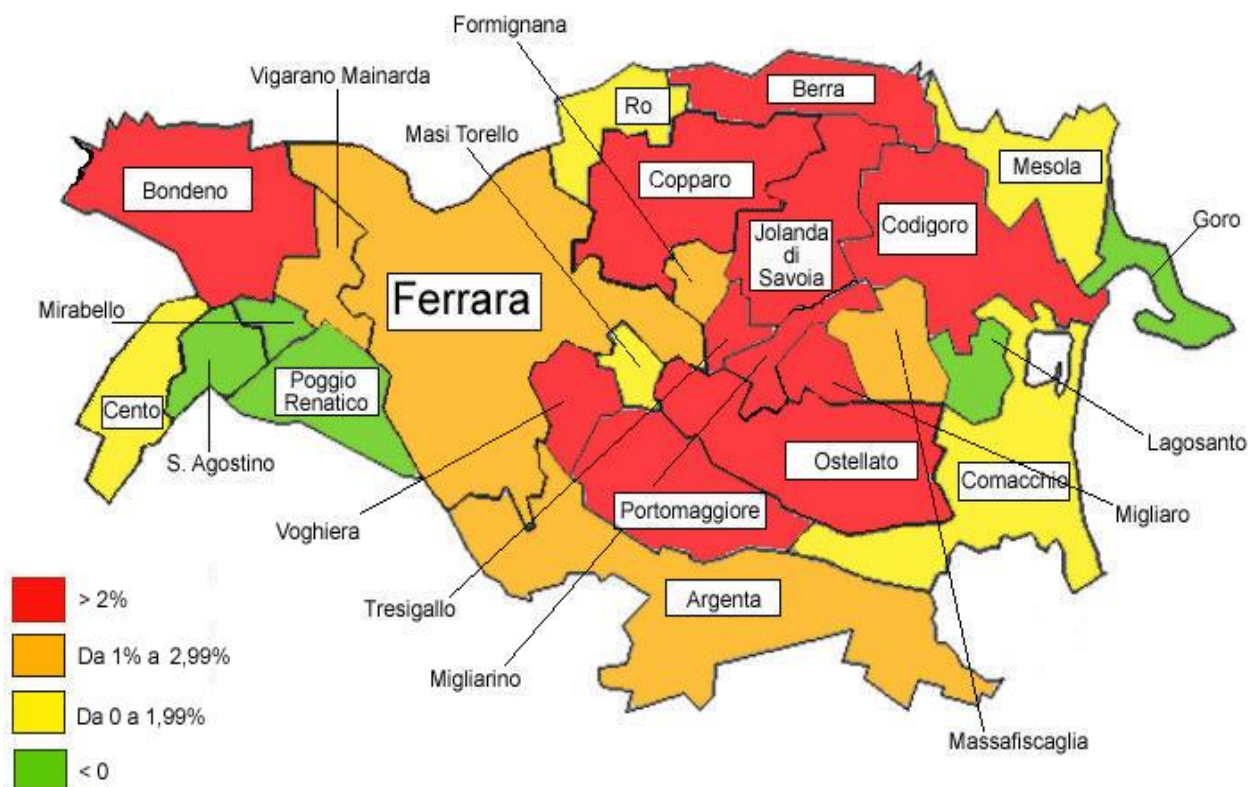 Formignana
Vigarano Mainarda
Ro
Berra
Masi Torello
Bondeno
Copparo
Mesola
Jolanda
di
Savoia
Codigoro
Goro
Mirabello
Ferrara
Poggio
Renatico
Cento
S. Agostino
Lagosanto
Ostellato
Comacchio
Voghiera
Portomaggiore
Migliaro
> 2%
Tresigallo
Argenta
Da 1% a 2,99%
Migliarino
Da 0 a 1,99%
Massafiscaglia
< 0